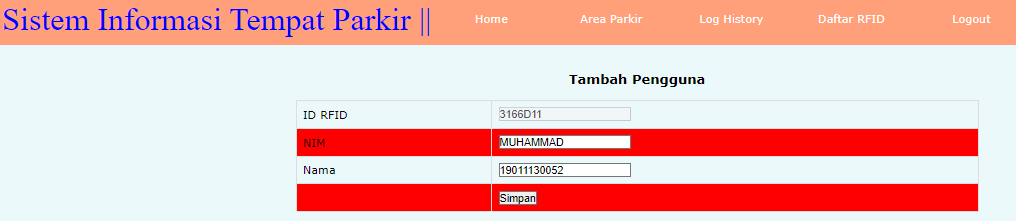 Sistem Informasi Tempat Parkir || Home Area Parkir Log History Daftar RFID Logout
Tambah Pengguna
ID RFID 3166D11
NIM MUHAMMAD
Nama 19011130052
Simpan